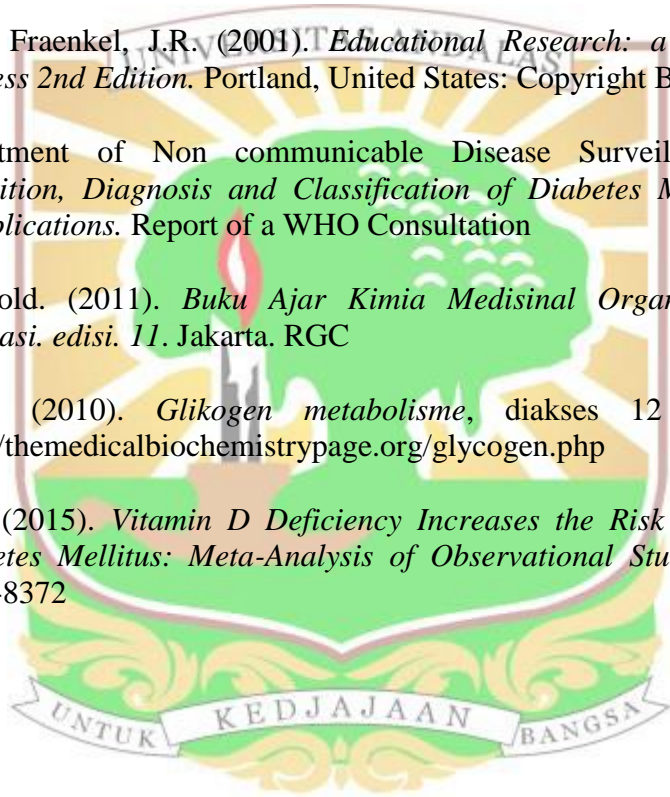 UNIVERSITAS ANDALAS
Fraenkel, J.R. (2001). Educational Research: a
ess 2nd Edition. Portland, United States: Copyright B
tment of Non communicable Disease Surveil
ition, Diagnosis and Classification of Diabetes M
plications. Report of a WHO Consultation
old. (2011). Buku Ajar Kimia Medisinal Organ
asi. edisi. 11. Jakarta. RGC
(2010). Glikogen metabolisme, diakses 12
/themedicalbiochemistrypage.org/glycogen.php
(2015). Vitamin D Deficiency Increases the Risk
etes Mellitus: Meta-Analysis of Observational Stu
-8372
UNTUK KEDJAJAAN BANGSA